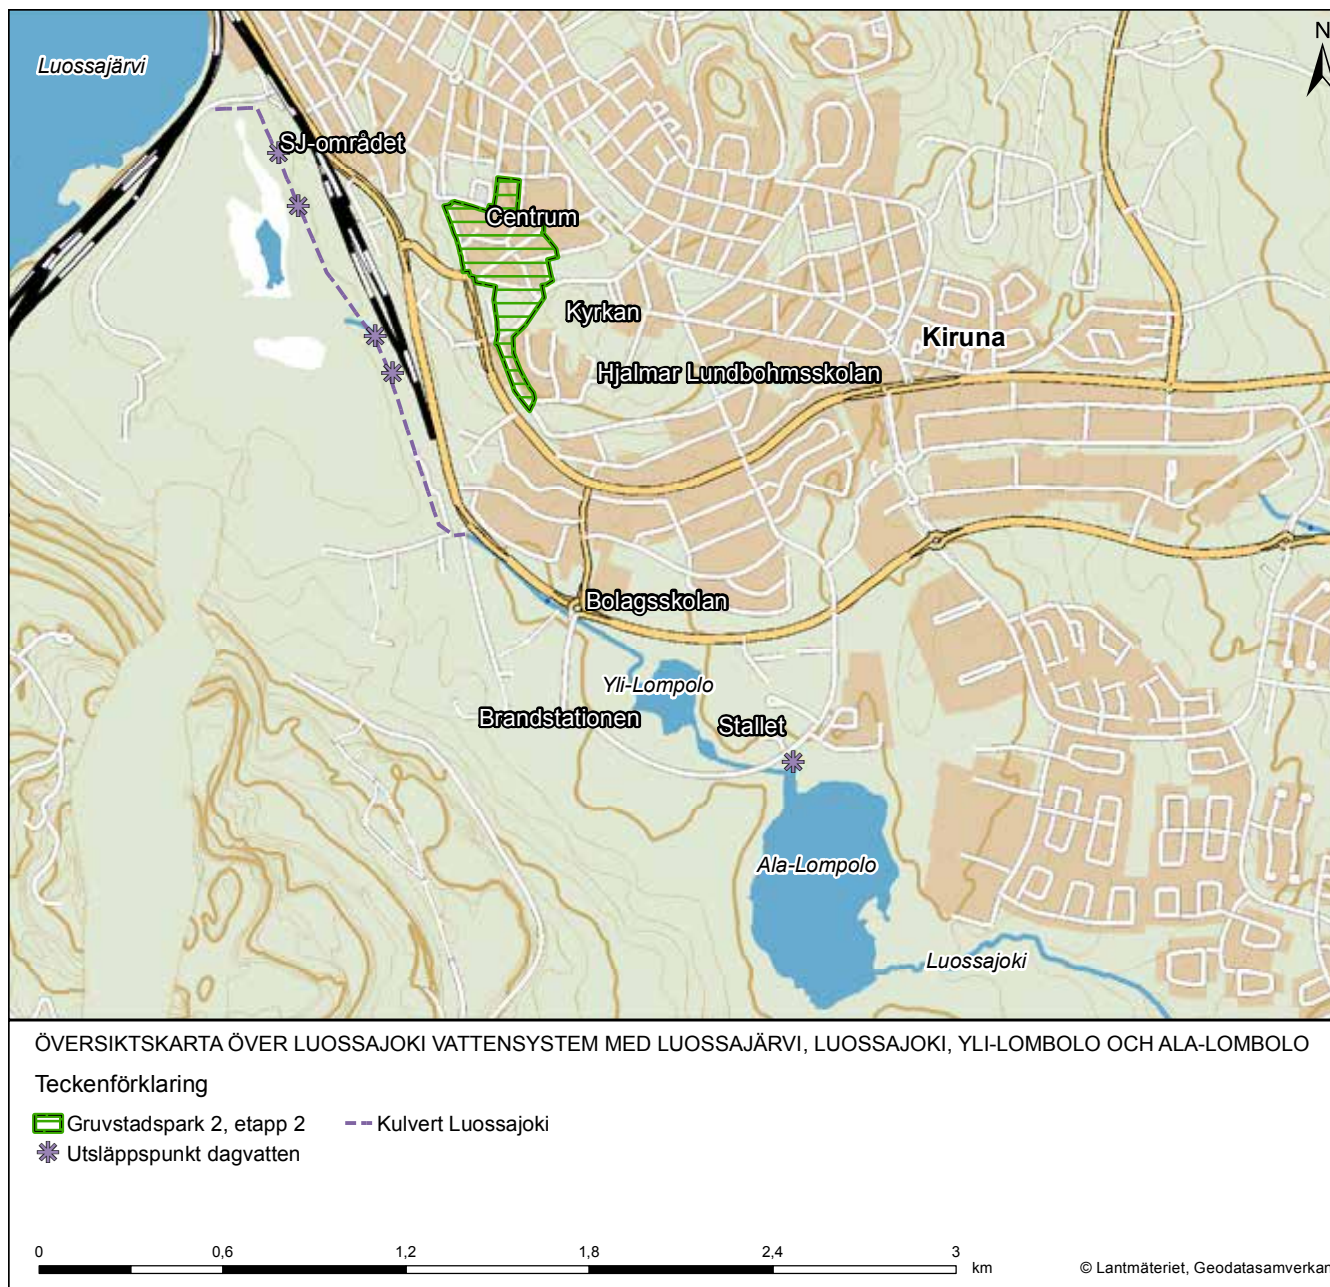 N
Luossajärvi
SJ-området
Centrum
Kyrkan
Kiruna
Hjalmar Lundbohmsskolan
Bolagsskolan
Yli-Lompolo
Brandstationen
Stallet
Ala-Lompolo
Luossajoki
ÖVERSIKTSKARTA ÖVER LUOSSAJOKI VATTENSYSTEM MED LUOSSAJÄRVI, LUOSSAJOKI, YLI-LOMBOLO OCH ALA-LOMBOLO
Teckenförklaring
Gruvstadspark 2, etapp 2
Kulvert Luossajoki
Utsläppspunkt dagvatten
0 0,6 1,2 1,8 2,4 3
km
© Lantmäteriet, Geodatasamverkan